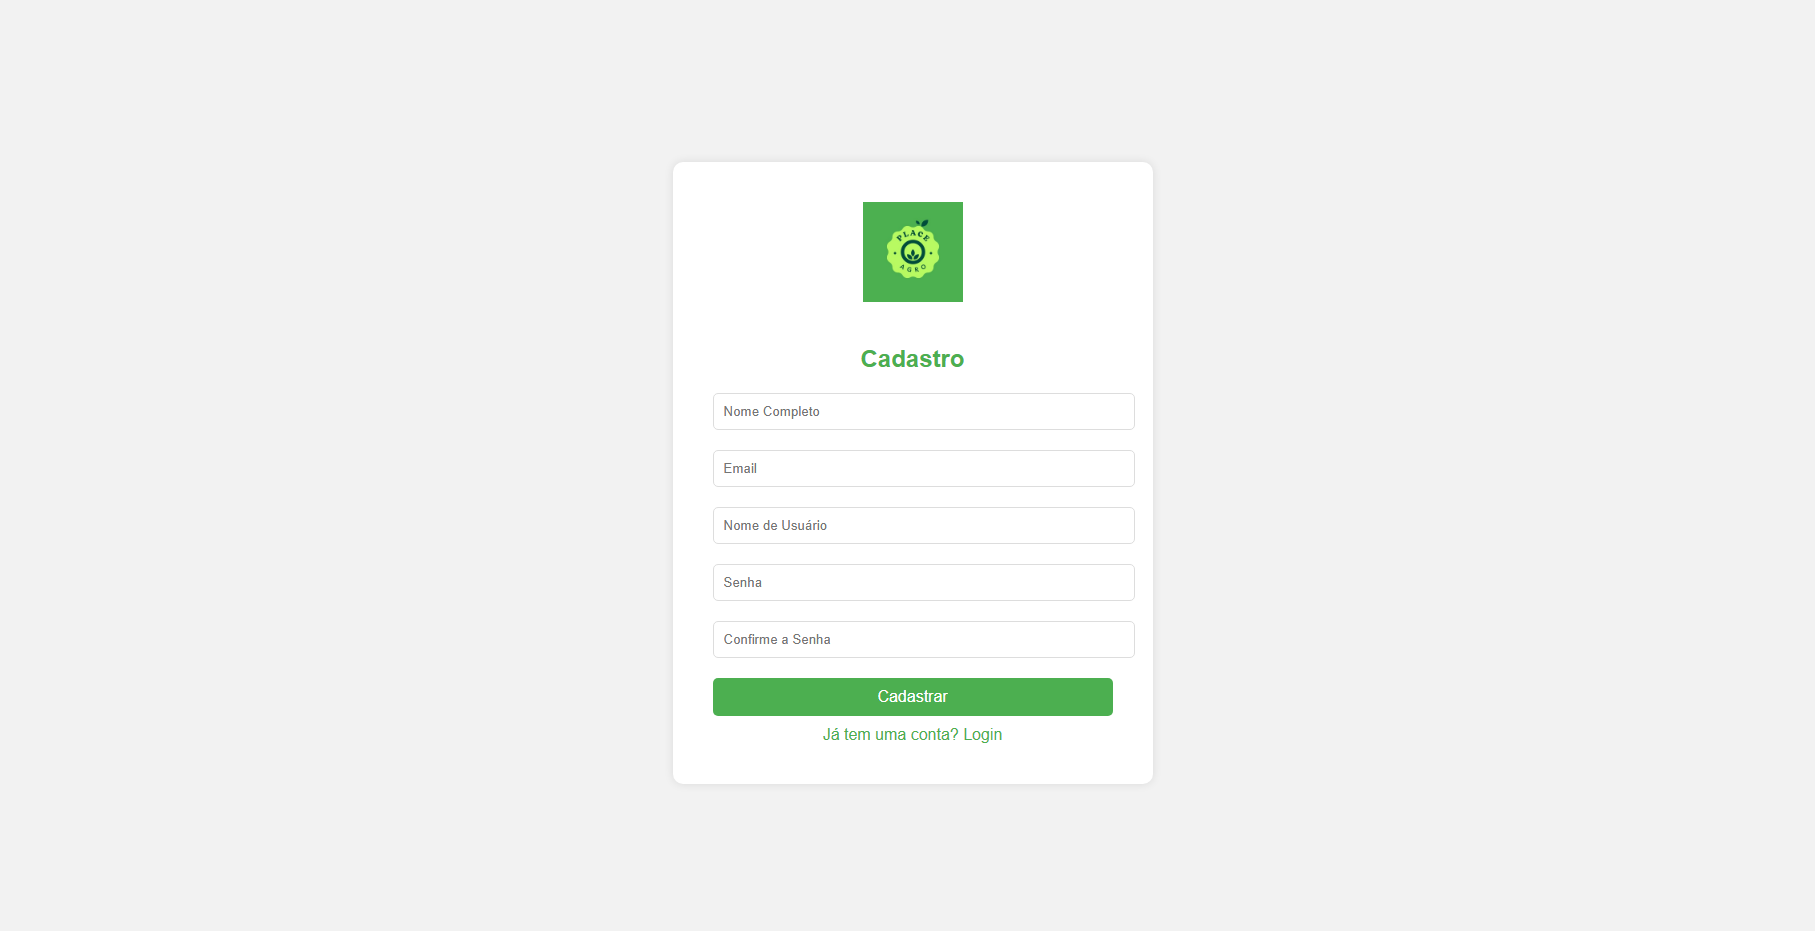 PLACE
AGRO
Cadastro
Nome Completo
Email
Nome de Usuário
Senha
Confirme a Senha
Cadastrar
Já tem uma conta? Login